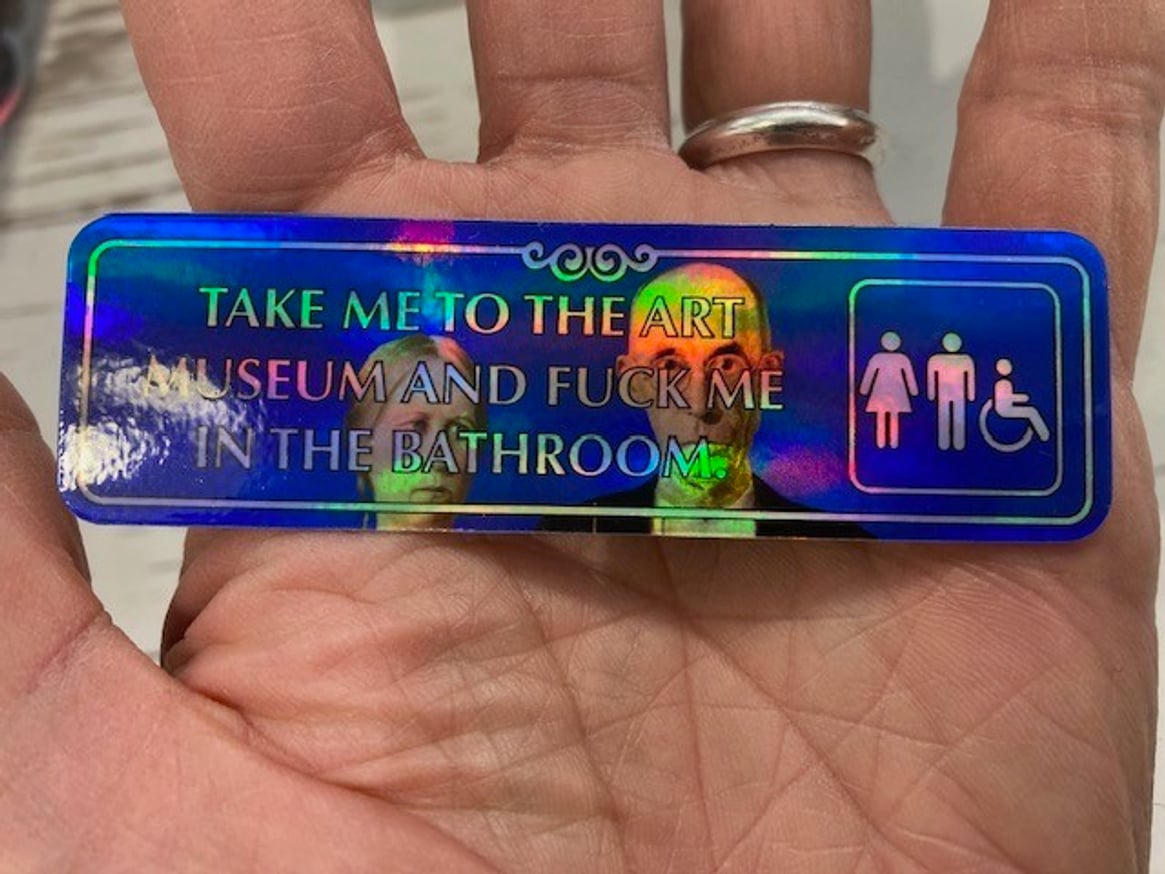 TAKE ME TO THE ART
MUSEUM AND FUCK ME
IN THE BATHROOM.